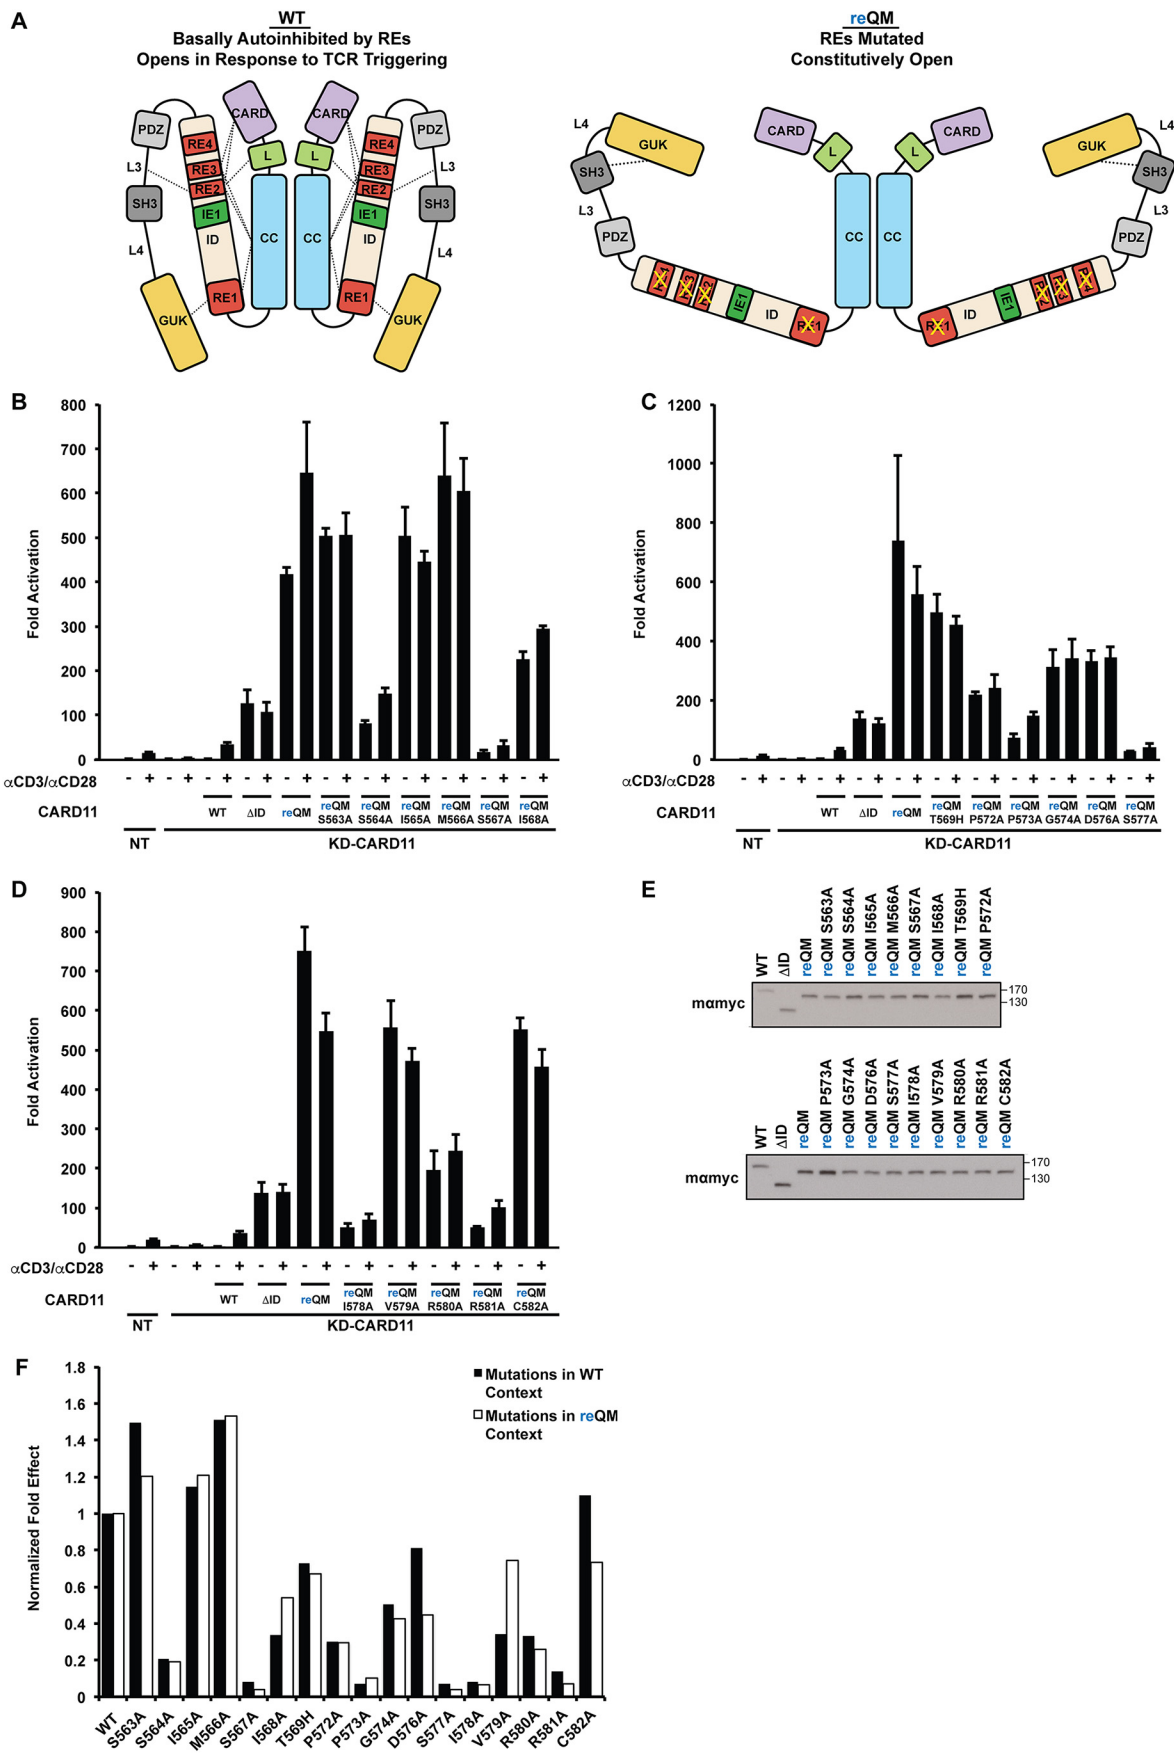 A
WT
Basally Autoinhibited by REs
Opens in Response to TCR Triggering
reQM
REs Mutated
Constitutively Open
PDZ
RE4
RE3
RE2
IE1
ID
RE1
CARD
L
CC
L3
SH3
L4
GUK
CARD
L
CC
RE4
RE3
RE2
IE1
ID
RE1
PDZ
L3
SH3
L4
GUK
L4
GUK
SH3
L3
PDZ
IE1
ID
RE1
CARD
L
CC
CARD
L
CC
RE1
ID
IE1
PDZ
L3
SH3
GUK
L4
B
Fold Activation
800
700
600
500
400
300
200
100
0
αCD3/αCD28 - + - + - + - + - + - + - + - + - + - + - +
CARD11 WT ΔID reQM reQM S563A reQM S564A reQM I565A reQM M566A reQM S567A reQM I568A
NT KD-CARD11
C
Fold Activation
1200
1000
800
600
400
200
0
αCD3/αCD28 - + - + - + - + - + - + - + - + - + - + - +
CARD11 WT ΔID reQM reQM T569H reQM P572A reQM P573A reQM G574A reQM D576A reQM S577A
NT KD-CARD11
D
Fold Activation
900
800
700
600
500
400
300
200
100
0
αCD3/αCD28 - + - + - + - + - + - + - + - + - + - +
CARD11 WT ΔID reQM reQM I578A reQM V579A reQM R580A reQM R581A reQM C582A
NT KD-CARD11
E
WT ΔID reQM reQM S563A reQM S564A reQM I565A reQM M566A reQM S567A reQM I568A reQM T569H reQM P572A
mαmyc
170
130
WT ΔID reQM reQM P573A reQM G574A reQM D576A reQM S577A reQM I578A reQM V579A reQM R580A reQM R581A reQM C582A
mαmyc
170
130
F
Normalized Fold Effect
1.8
1.6
1.4
1.2
1
0.8
0.6
0.4
0.2
0
Mutations in WT
Context
Mutations in reQM
Context
WT S563A S564A I565A M566A S567A I568A T569H P572A P573A G574A D576A S577A I578A V579A R580A R581A C582A